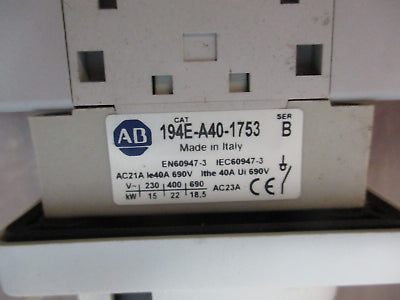 AB
CAT
194E-A40-1753
SER
B
Made in Italy
EN60947-3 IEC60947-3
AC21A Ie40A 690V Ithe 40A Ui 690V
V~ 230 400 690
kW 15 22 18,5
AC23A CE